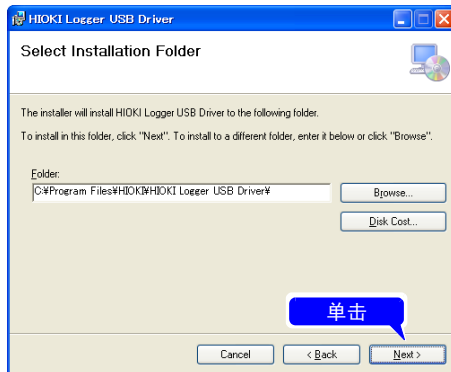 HIOKI Logger USB Driver
Select Installation Folder
The installer will install HIOKI Logger USB Driver to the following folder.
To install in this folder, click "Next". To install to a different folder, enter it below or click "Browse".
Folder:
C:¥Program Files¥HIOKI¥HIOKI Logger USB Driver¥
Browse...
Disk Cost...
单击
Cancel
< Back
Next >